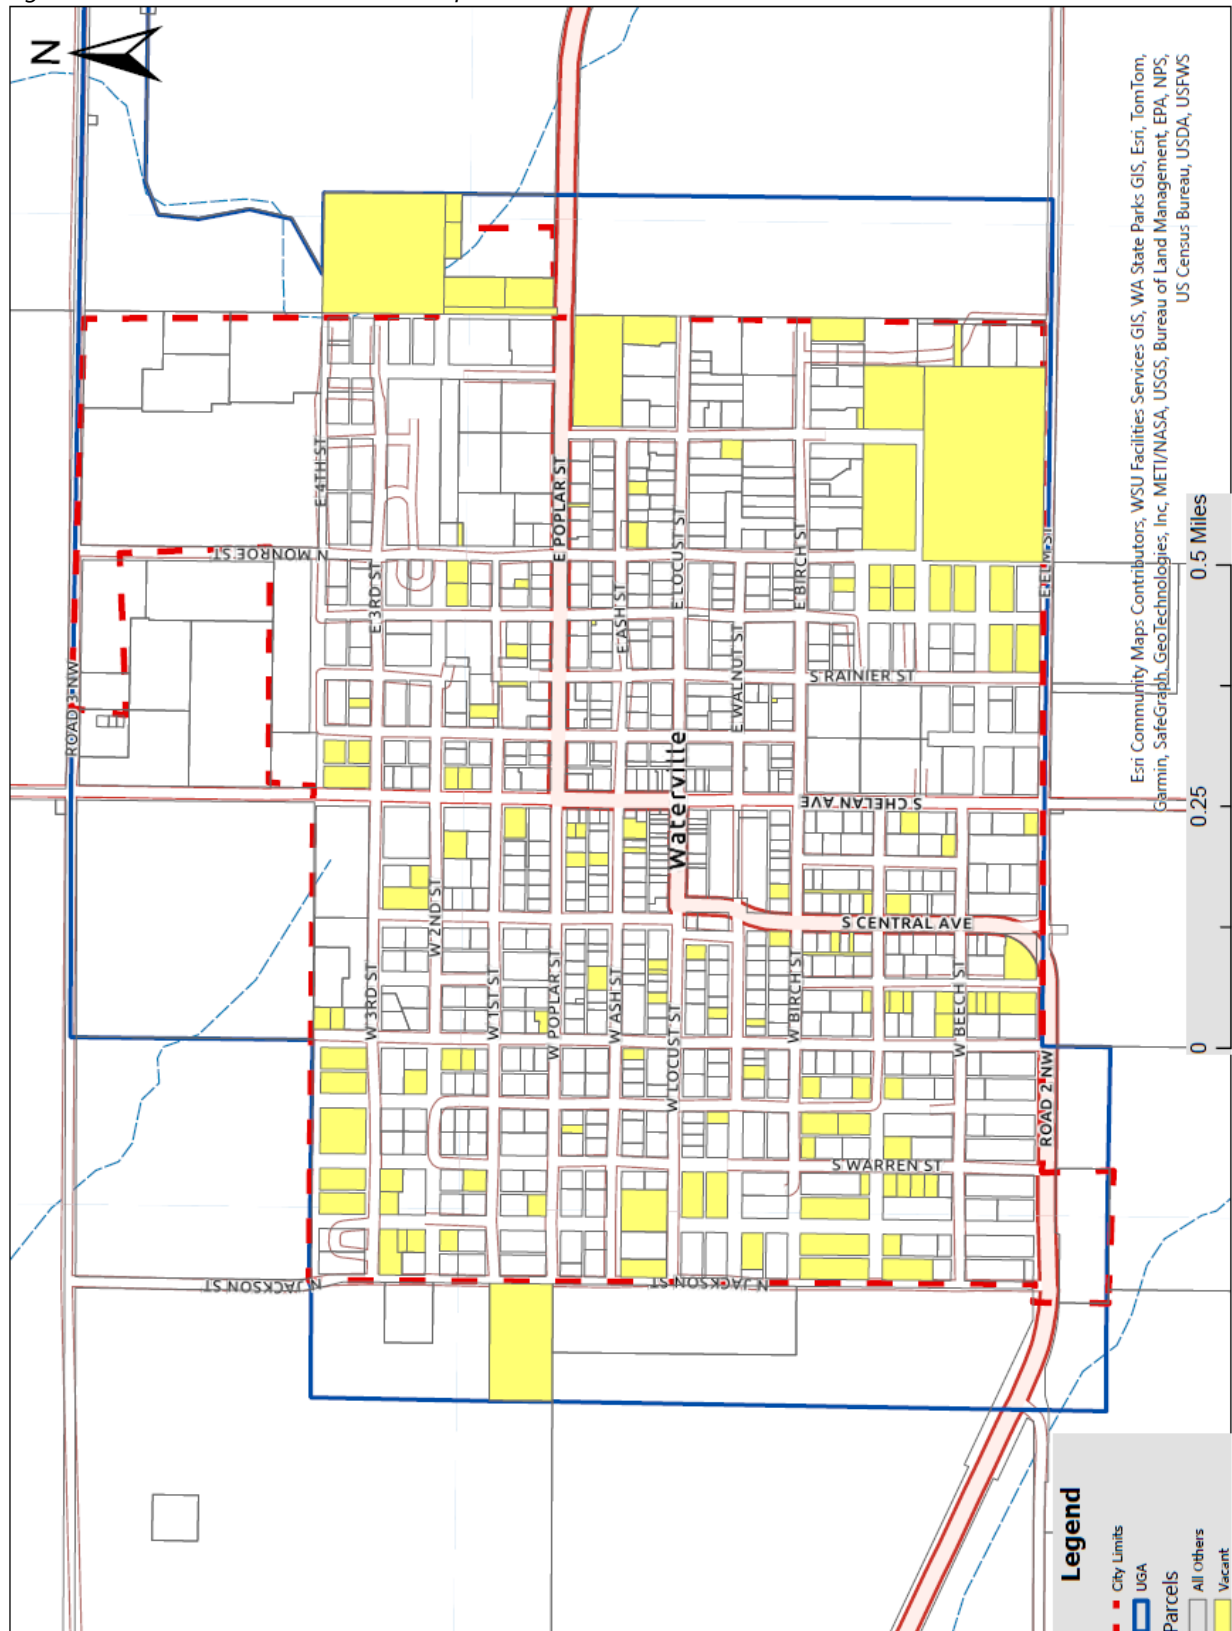 N
ROAD 3 NW
N MONROE ST
E 4TH ST
E 3RD ST
E POPLAR ST
E ASH ST
E LOCUST ST
E WALNUT ST
E BIRCH ST
S RAINIER ST
E ELM ST
S CHELAN AVE
Waterville
S CENTRAL AVE
W 2ND ST
W 3RD ST
W 1ST ST
W POPLAR ST
W ASH ST
W LOCUST ST
W BIRCH ST
W BEECH ST
ROAD 2 NW
S WARREN ST
N JACKSON ST
N JACKSON ST
Esri Community Maps Contributors, WSU Facilities Services GIS, WA State Parks GIS, Esri, TomTom,
Garmin, SafeGraph, GeoTechnologies, Inc, METI/NASA, USGS, Bureau of Land Management, EPA, NPS,
US Census Bureau, USDA, USFWS
0
0.25
0.5 Miles
Legend
City Limits
UGA
Parcels
All Others
Vacant